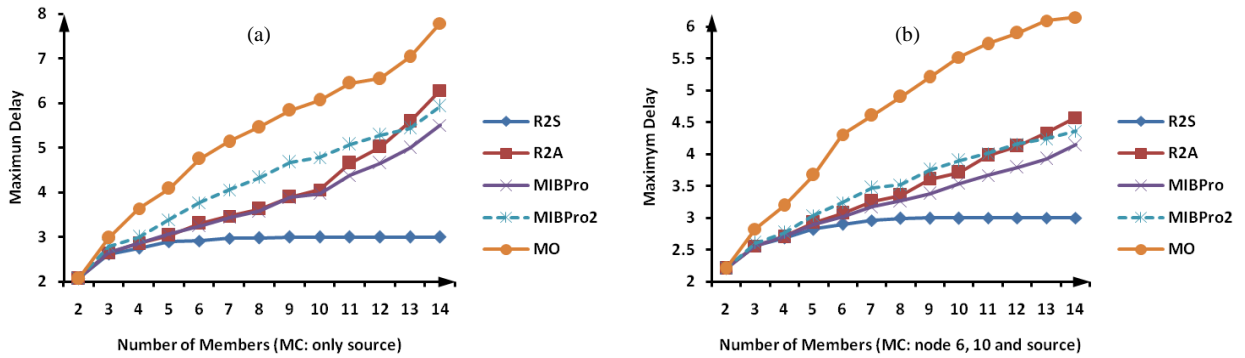 (a)
Maximun Delay
8
7
6
5
4
3
2
2 3 4 5 6 7 8 9 10 11 12 13 14
Number of Members (MC: only source)
R2S
R2A
MIBPro
MIBPro2
MO
(b)
Maximym Delay
6
5.5
5
4.5
4
3.5
3
2.5
2
2 3 4 5 6 7 8 9 10 11 12 13 14
Number of Members (MC: node 6, 10 and source)
R2S
R2A
MIBPro
MIBPro2
MO